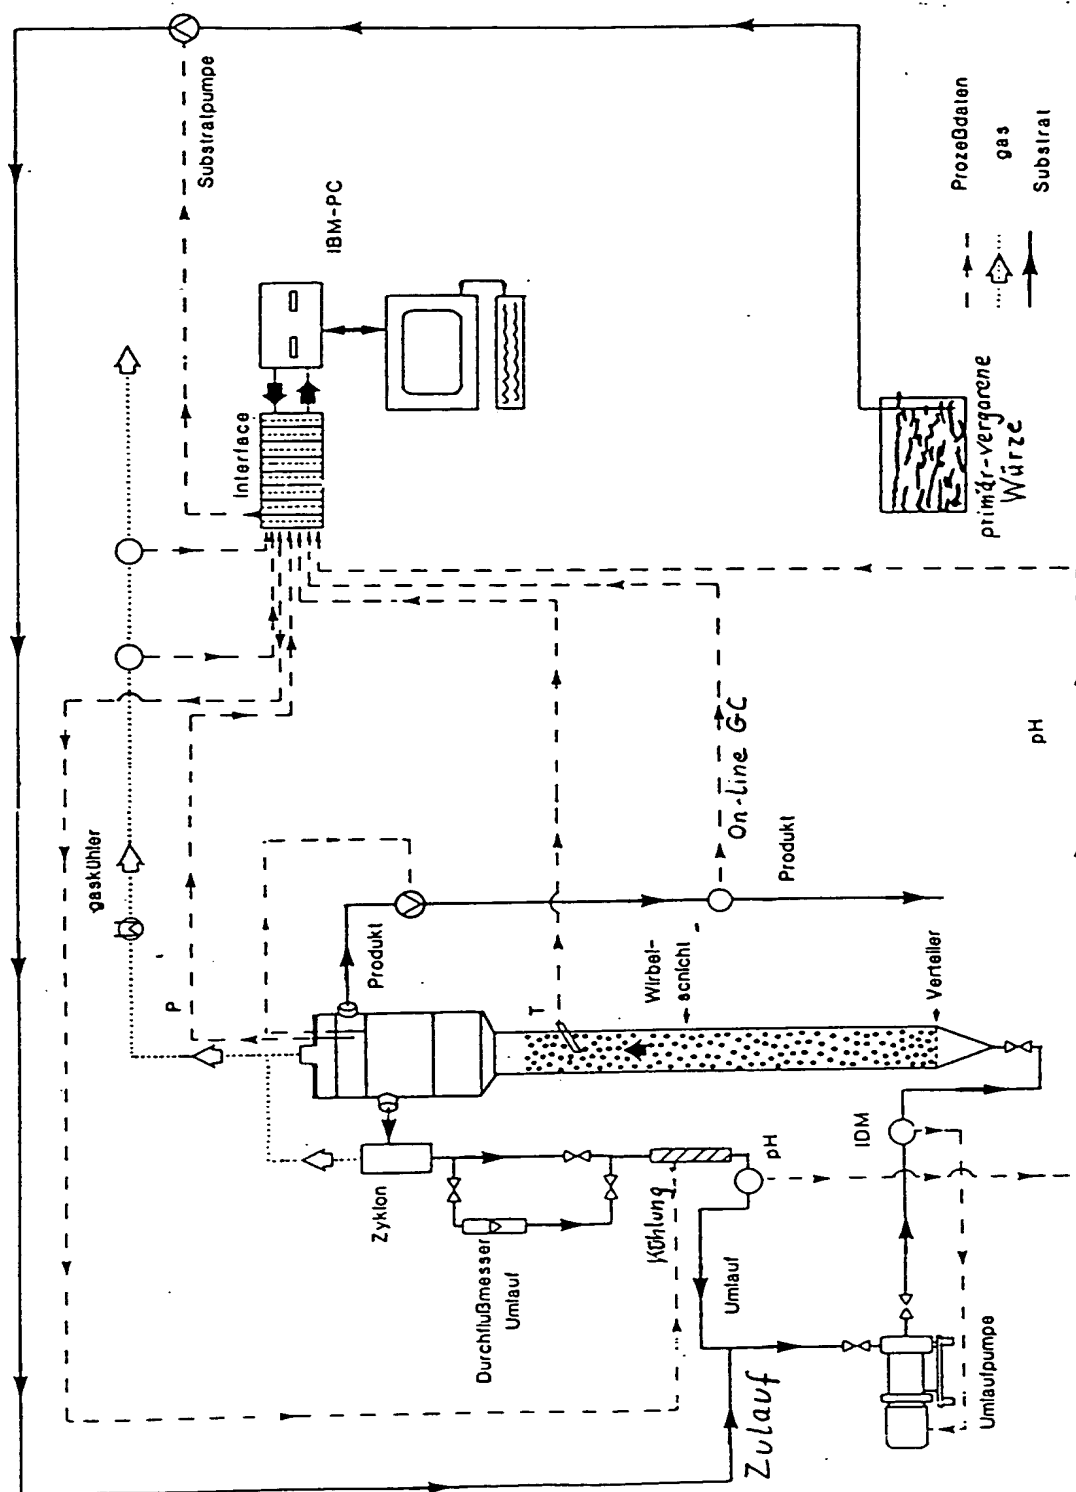 Substratpumpe
IBM-PC
Interface
Prozeßdaten
gas
Substrat
primär-vergarene
Würze
gaskühler
P
Produkt
T
Wirbel-
schicht
Verteiler
On-line GC
Produkt
pH
Zyklon
Durchflußmesser
Umlauf
Kühlung
pH
Umlauf
IDM
Zulauf
Umlaufpumpe